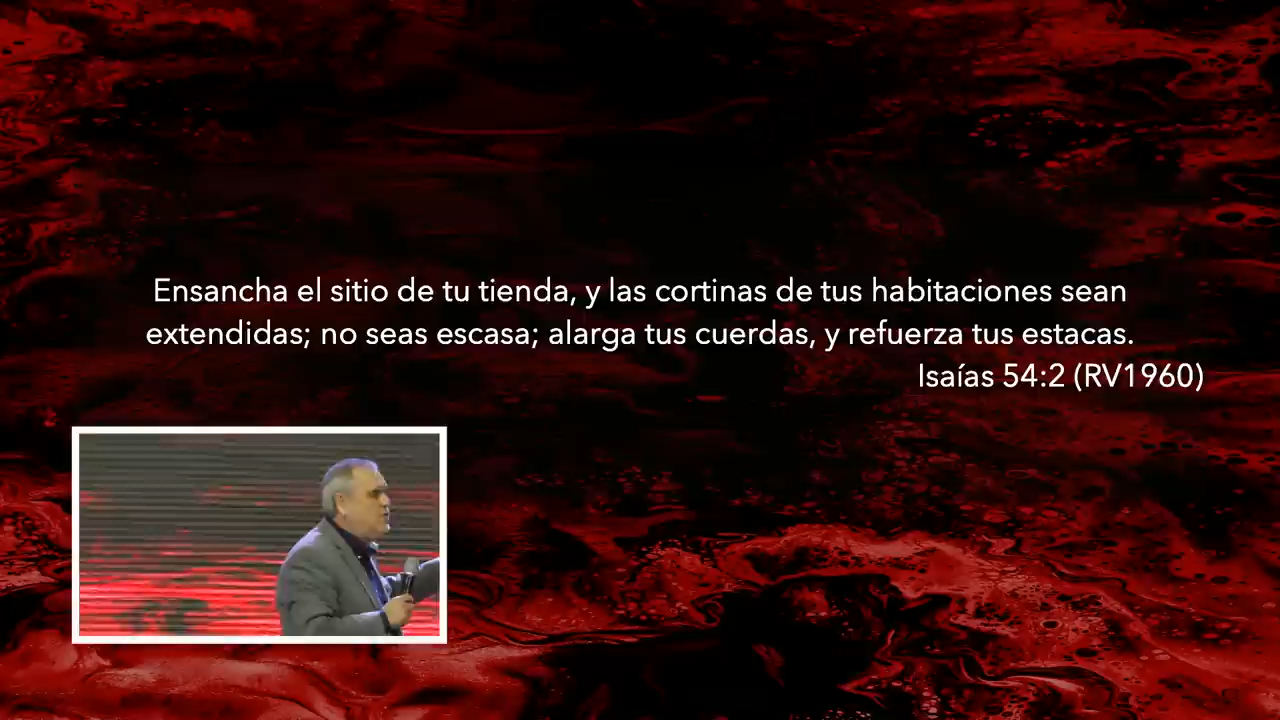 Ensancha el sitio de tu tienda, y las cortinas de tus habitaciones sean
extendidas; no seas escasa; alarga tus cuerdas, y refuerza tus estacas.
Isaías 54:2 (RV1960)